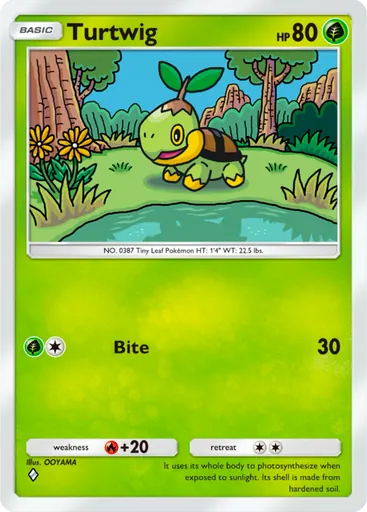 BASIC Turtwig HP 80
NO. 0387 Tiny Leaf Pokémon HT: 1'4" WT: 22.5 lbs.
Bite 30
weakness +20 retreat
Illus. OOYAMA
It uses its whole body to photosynthesize when
exposed to sunlight. Its shell is made from
hardened soil.